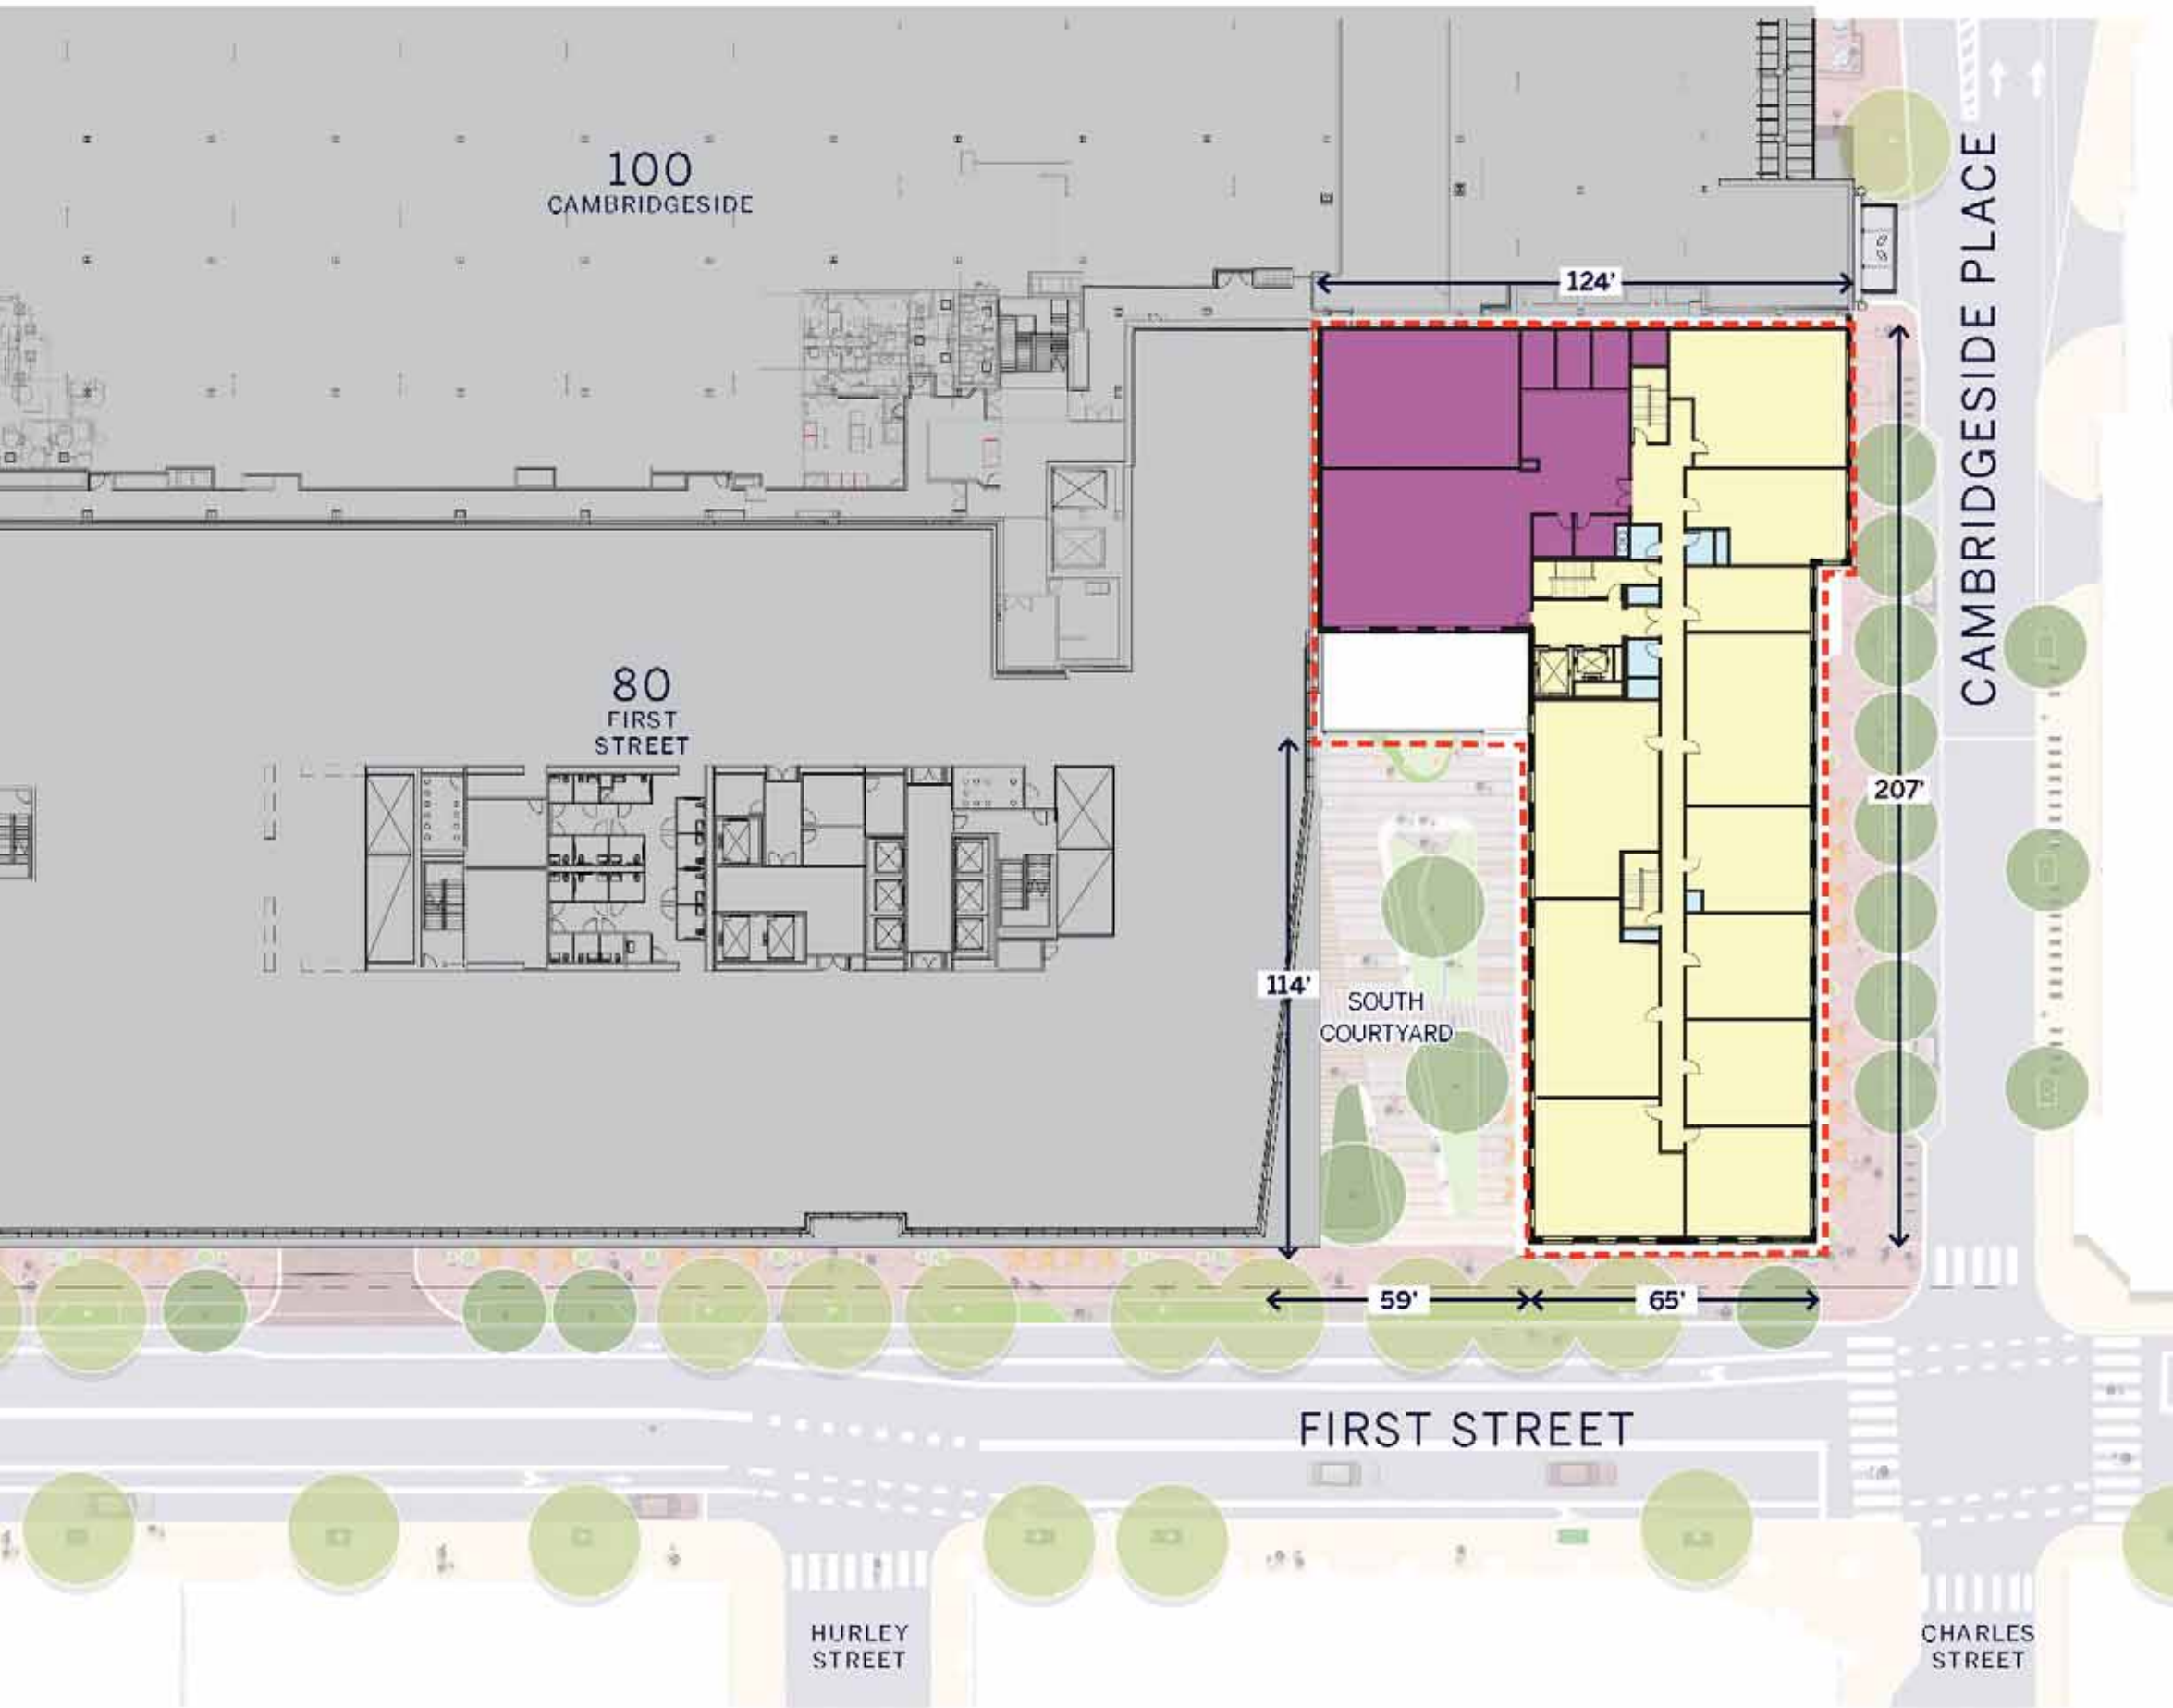 100
CAMBRIDGESIDE
CAMBRIDGESIDE PLACE
124'
80
FIRST
STREET
207'
114'
SOUTH
COURTYARD
59'
65'
FIRST STREET
HURLEY
STREET
CHARLES
STREET